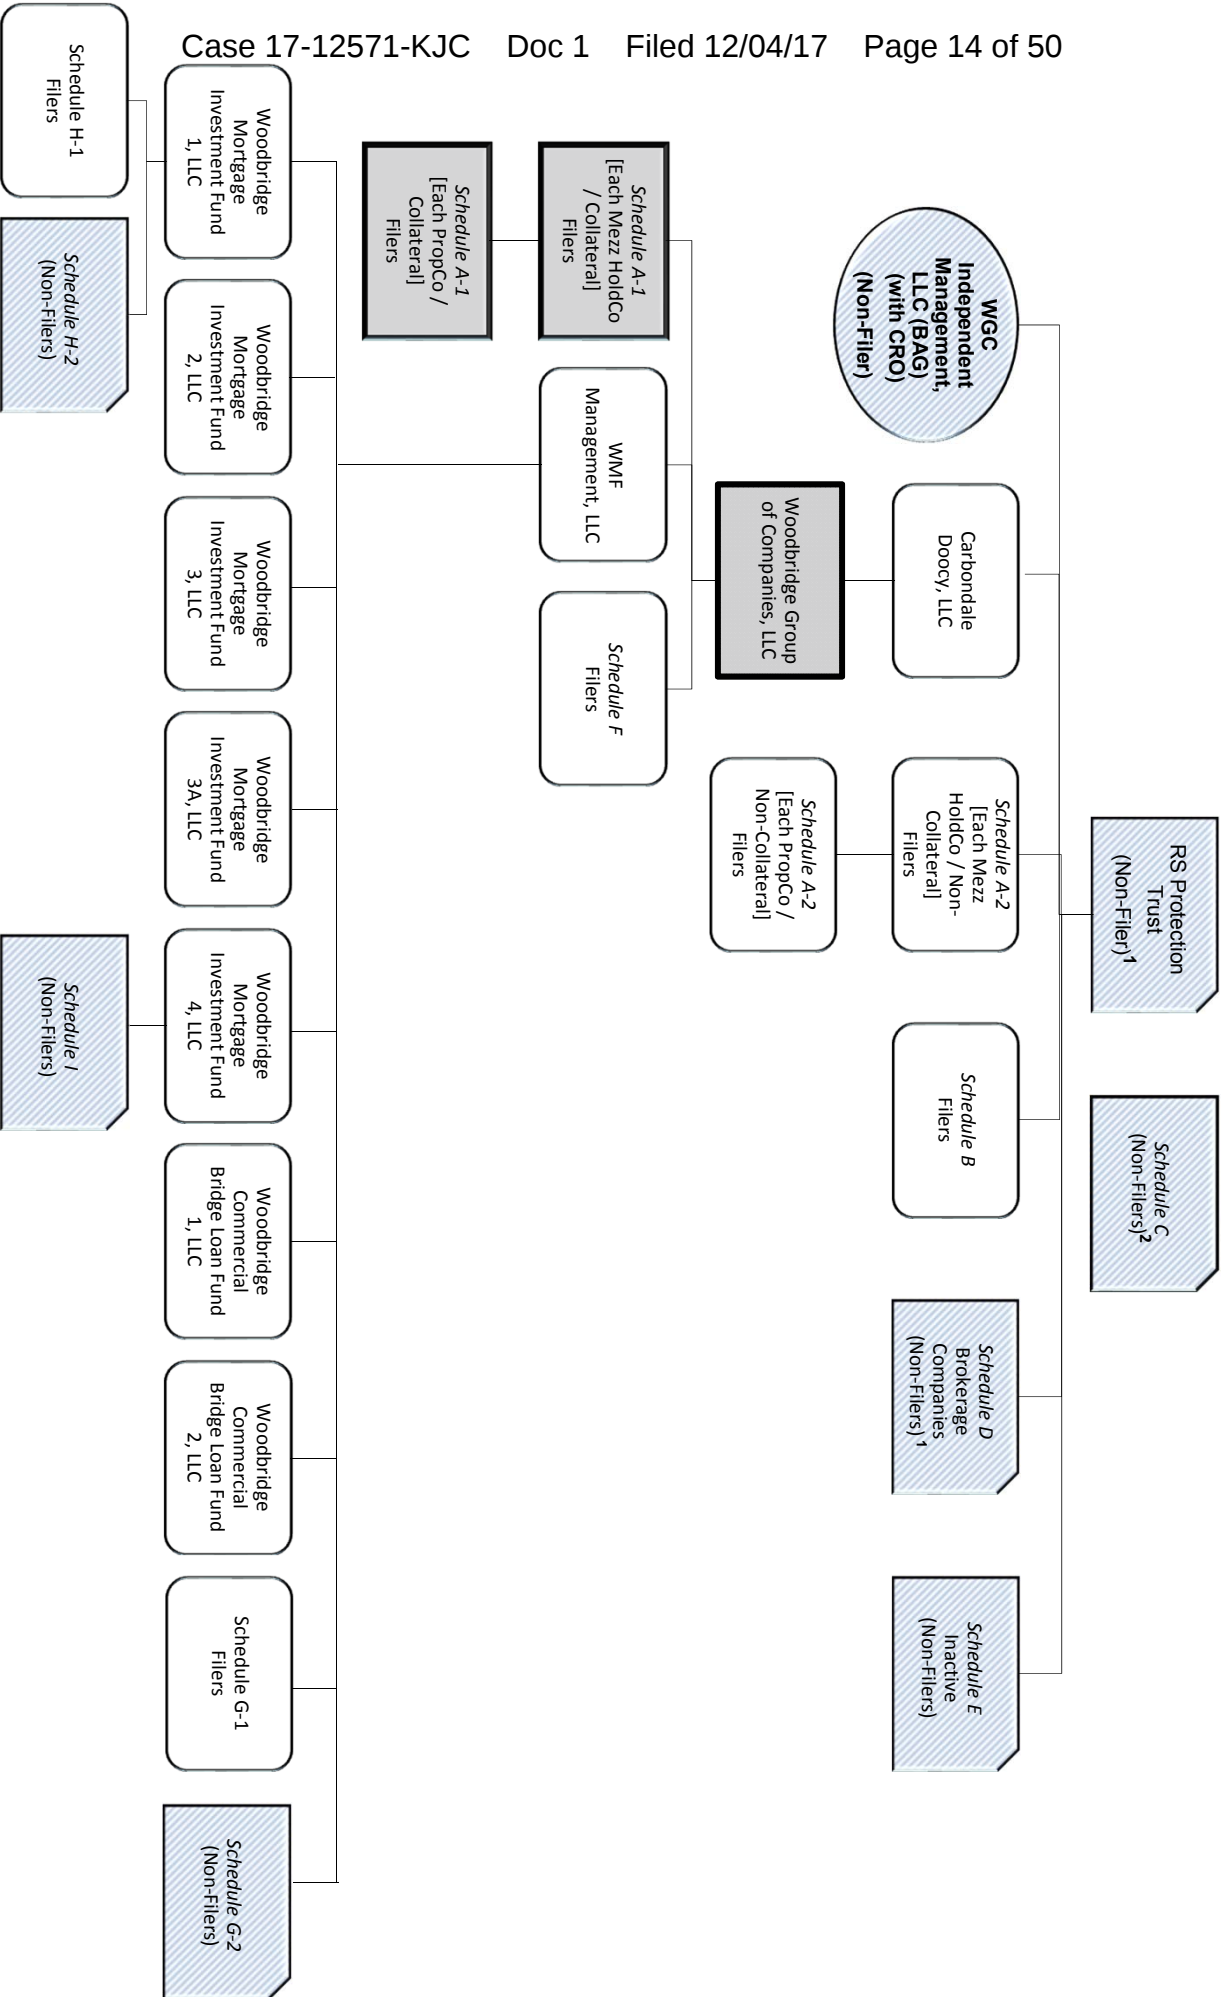 Case 17-12571-KJC Doc 1 Filed 12/04/17 Page 14 of 50
RS Protection
Trust
(Non-Filer)1
Schedule C
(Non-Filers)2
WGC
Independent
Management,
LLC (BAG)
(with CRO)
(Non-Filer)
Carbondale
Doocy, LLC
Schedule A-2
[Each Mezz
HoldCo / Non-
Collateral]
Filers
Schedule B
Filers
Schedule D
Brokerage
Companies
(Non-Filers) 1
Schedule E
Inactive
(Non-Filers)
Woodbridge Group
of Companies, LLC
Schedule A-2
[Each PropCo /
Non-Collateral]
Filers
Schedule A-1
[Each Mezz HoldCo
/ Collateral]
Filers
WMF
Management, LLC
Schedule F
Filers
Schedule A-1
[Each PropCo /
Collateral]
Filers
Woodbridge
Mortgage
Investment Fund
1, LLC
Woodbridge
Mortgage
Investment Fund
2, LLC
Woodbridge
Mortgage
Investment Fund
3, LLC
Woodbridge
Mortgage
Investment Fund
3A, LLC
Woodbridge
Mortgage
Investment Fund
4, LLC
Woodbridge
Commercial
Bridge Loan Fund
1, LLC
Woodbridge
Commercial
Bridge Loan Fund
2, LLC
Schedule G-1
Filers
Schedule G-2
(Non-Filers)
Schedule H-1
Filers
Schedule H-2
(Non-Filers)
Schedule I
(Non-Filers)